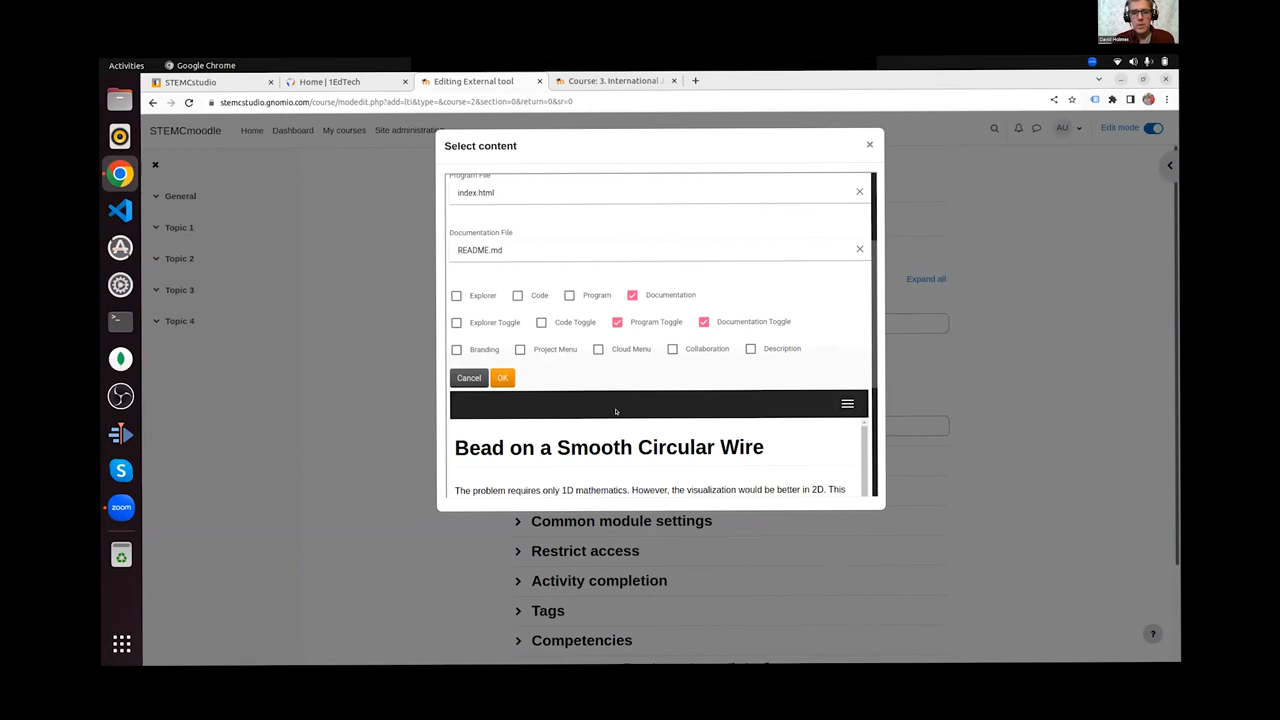 David Holmes
Activities Google Chrome
STEMCstudio Home | 1EdTech Editing External tool Course: 3. International J
stemcstudio.gnomio.com/course/modedit.php?add=lti&type=&course=2&section=0&return=0&sr=0
STEMCmoodle Home Dashboard My courses Site administration AU Edit mode
Select content
General
Topic 1
Topic 2
Topic 3
Topic 4
Program File
index.html
Documentation File
README.md
Expand all
Explorer Code Program Documentation
Explorer Toggle Code Toggle Program Toggle Documentation Toggle
Branding Project Menu Cloud Menu Collaboration Description
Cancel OK
Bead on a Smooth Circular Wire
The problem requires only 1D mathematics. However, the visualization would be better in 2D. This
Common module settings
Restrict access
Activity completion
Tags
Competencies
zoom
?